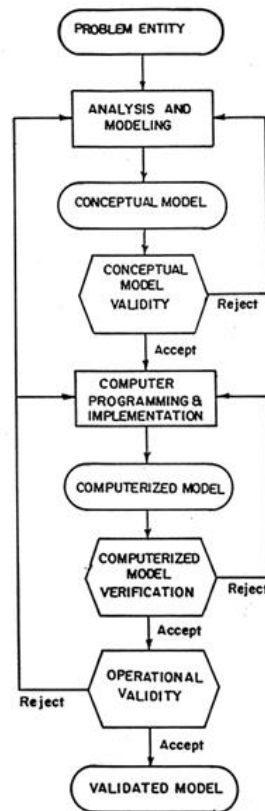 PROBLEM ENTITY
ANALYSIS AND
MODELING
CONCEPTUAL MODEL
CONCEPTUAL
MODEL
VALIDITY
Reject
Accept
COMPUTER
PROGRAMMING &
IMPLEMENTATION
COMPUTERIZED MODEL
COMPUTERIZED
MODEL
VERIFICATION
Reject
Accept
OPERATIONAL
VALIDITY
Reject
Accept
VALIDATED MODEL